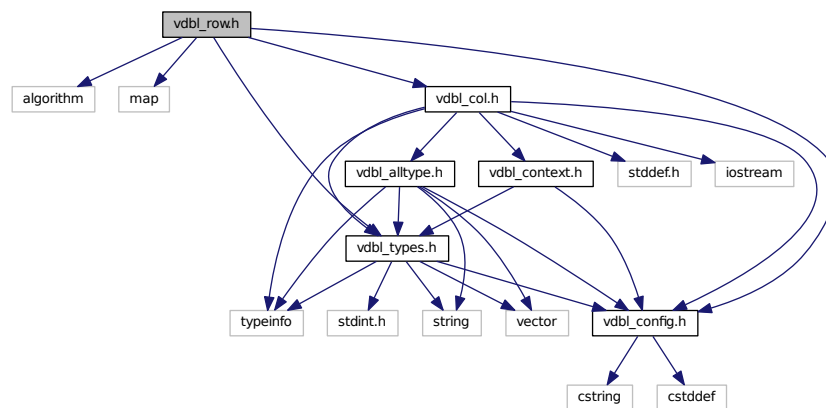 vdbl_row.h
algorithm
map
vdbl_col.h
vdbl_alltype.h
vdbl_context.h
stddef.h
iostream
vdbl_types.h
typeinfo
stdint.h
string
vector
vdbl_config.h
cstring
cstddef